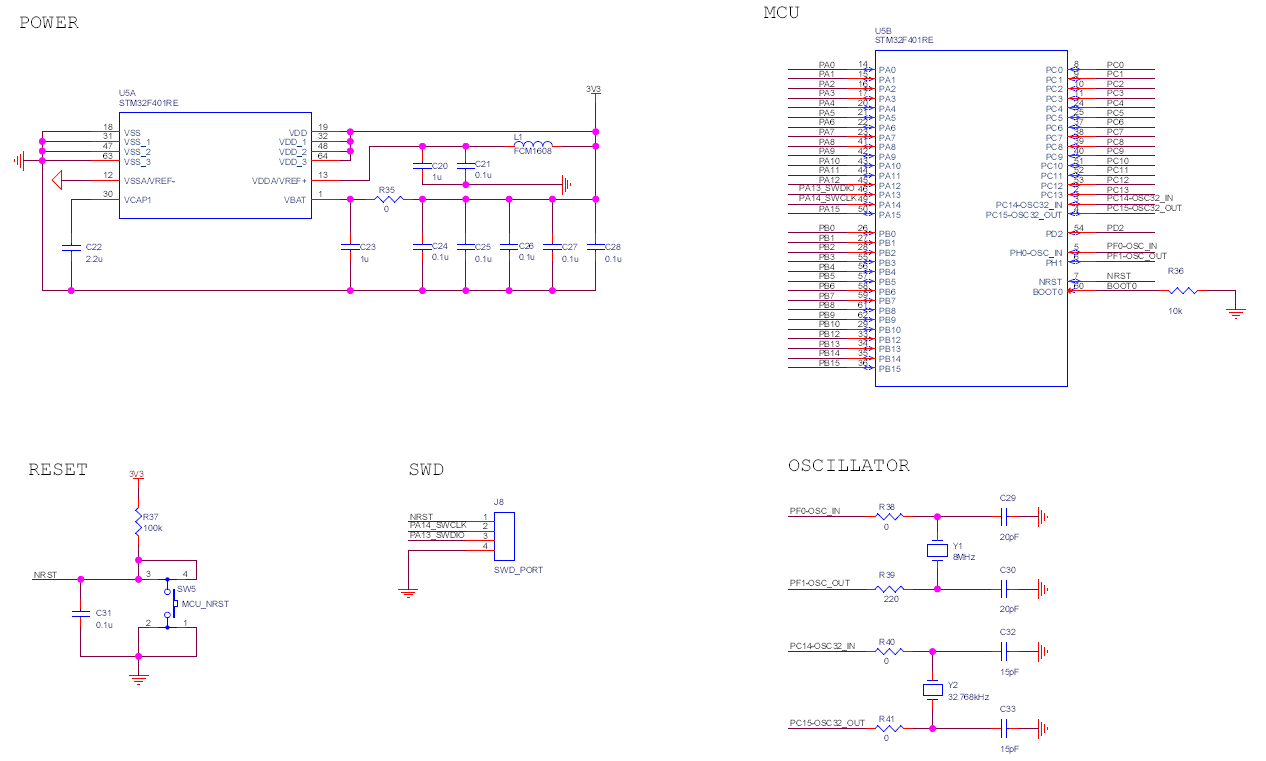 POWER
U5A
STM32F401RE
18 VSS
31 VSS_1
47 VSS_2
63 VSS_3
12 VSSA/VREF-
30 VCAP1
VDD 19
VDD_1 32
VDD_2 48
VDD_3 64
VDDA/VREF+ 13
VBAT 1
3V3
L1
FCM1608
C20
1u
C21
0.1u
R35
0
C22
2.2u
C23
1u
C24
0.1u
C25
0.1u
C26
0.1u
C27
0.1u
C28
0.1u
MCU
U5B
STM32F401RE
PA0 14 PA0
PA1 15 PA1
PA2 16 PA2
PA3 17 PA3
PA4 20 PA4
PA5 21 PA5
PA6 22 PA6
PA7 23 PA7
PA8 41 PA8
PA9 42 PA9
PA10 43 PA10
PA11 44 PA11
PA12 45 PA12
PA13_SWDIO 46 PA13
PA14_SWCLK 49 PA14
PA15 50 PA15
PB0 26 PB0
PB1 27 PB1
PB2 28 PB2
PB3 55 PB3
PB4 56 PB4
PB5 57 PB5
PB6 58 PB6
PB7 59 PB7
PB8 61 PB8
PB9 62 PB9
PB10 29 PB10
PB12 33 PB12
PB13 34 PB13
PB14 35 PB14
PB15 36 PB15
PC0 8 PC0
PC1 9 PC1
PC2 10 PC2
PC3 11 PC3
PC4 24 PC4
PC5 25 PC5
PC6 37 PC6
PC7 38 PC7
PC8 39 PC8
PC9 40 PC9
PC10 51 PC10
PC11 52 PC11
PC12 53 PC12
PC13 PC13
PC14-OSC32_IN PC14-OSC32_IN
PC15-OSC32_OUT 4 PC15-OSC32_OUT
PD2 54 PD2
PH0-OSC_IN 5 PF0-OSC_IN
PH1 6 PF1-OSC_OUT
NRST 7 NRST
BOOT0 60 BOOT0
R36
10k
RESET
3V3
R37
100k
NRST
3 4
SW5
MCU_NRST
C31
0.1u
2 1
SWD
J8
NRST 1
PA14_SWCLK 2
PA13_SWDIO 3
4
SWD_PORT
OSCILLATOR
PF0-OSC_IN
R38
0
C29
20pF
Y1
8MHz
PF1-OSC_OUT
R39
220
C30
20pF
PC14-OSC32_IN
R40
0
C32
15pF
Y2
32.768kHz
PC15-OSC32_OUT
R41
0
C33
15pF